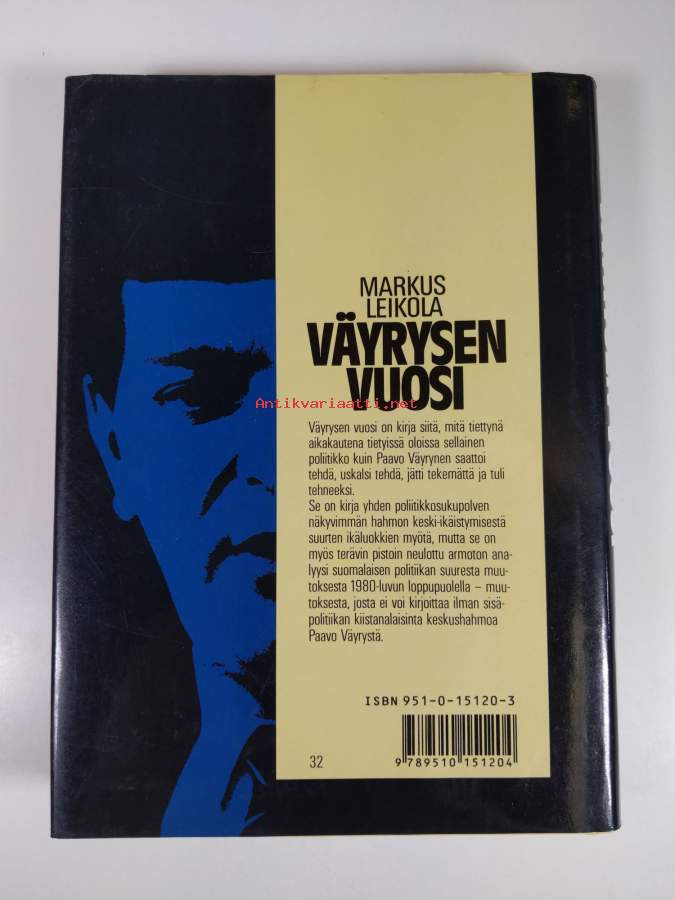 MARKUS
LEIKOLA
VÄYRYSEN
VUOSI
Antikvariaatti.net
Väyrysen vuosi on kirja siitä, mitä tiettynä
aikakautena tietyissä oloissa sellainen
poliitikko kuin Paavo Väyrynen saattoi
tehdä, uskalsi tehdä, jätti tekemättä ja tuli
tehneeksi.
Se on kirja yhden poliitikkosukupolven
näkyvimmän hahmon keski-ikäistymisestä
suurten ikäluokkien myötä, mutta se on
myös terävin pistoin neulottu armoton ana-
lyysi suomalaisen politiikan suuresta muu-
toksesta 1980-luvun loppupuolella – muu-
toksesta, josta ei voi kirjoittaa ilman sisä-
politiikan kiistanalaisinta keskushahmoa
Paavo Väyrystä.
ISBN 951-0-15120-3
32
9 789510 151204